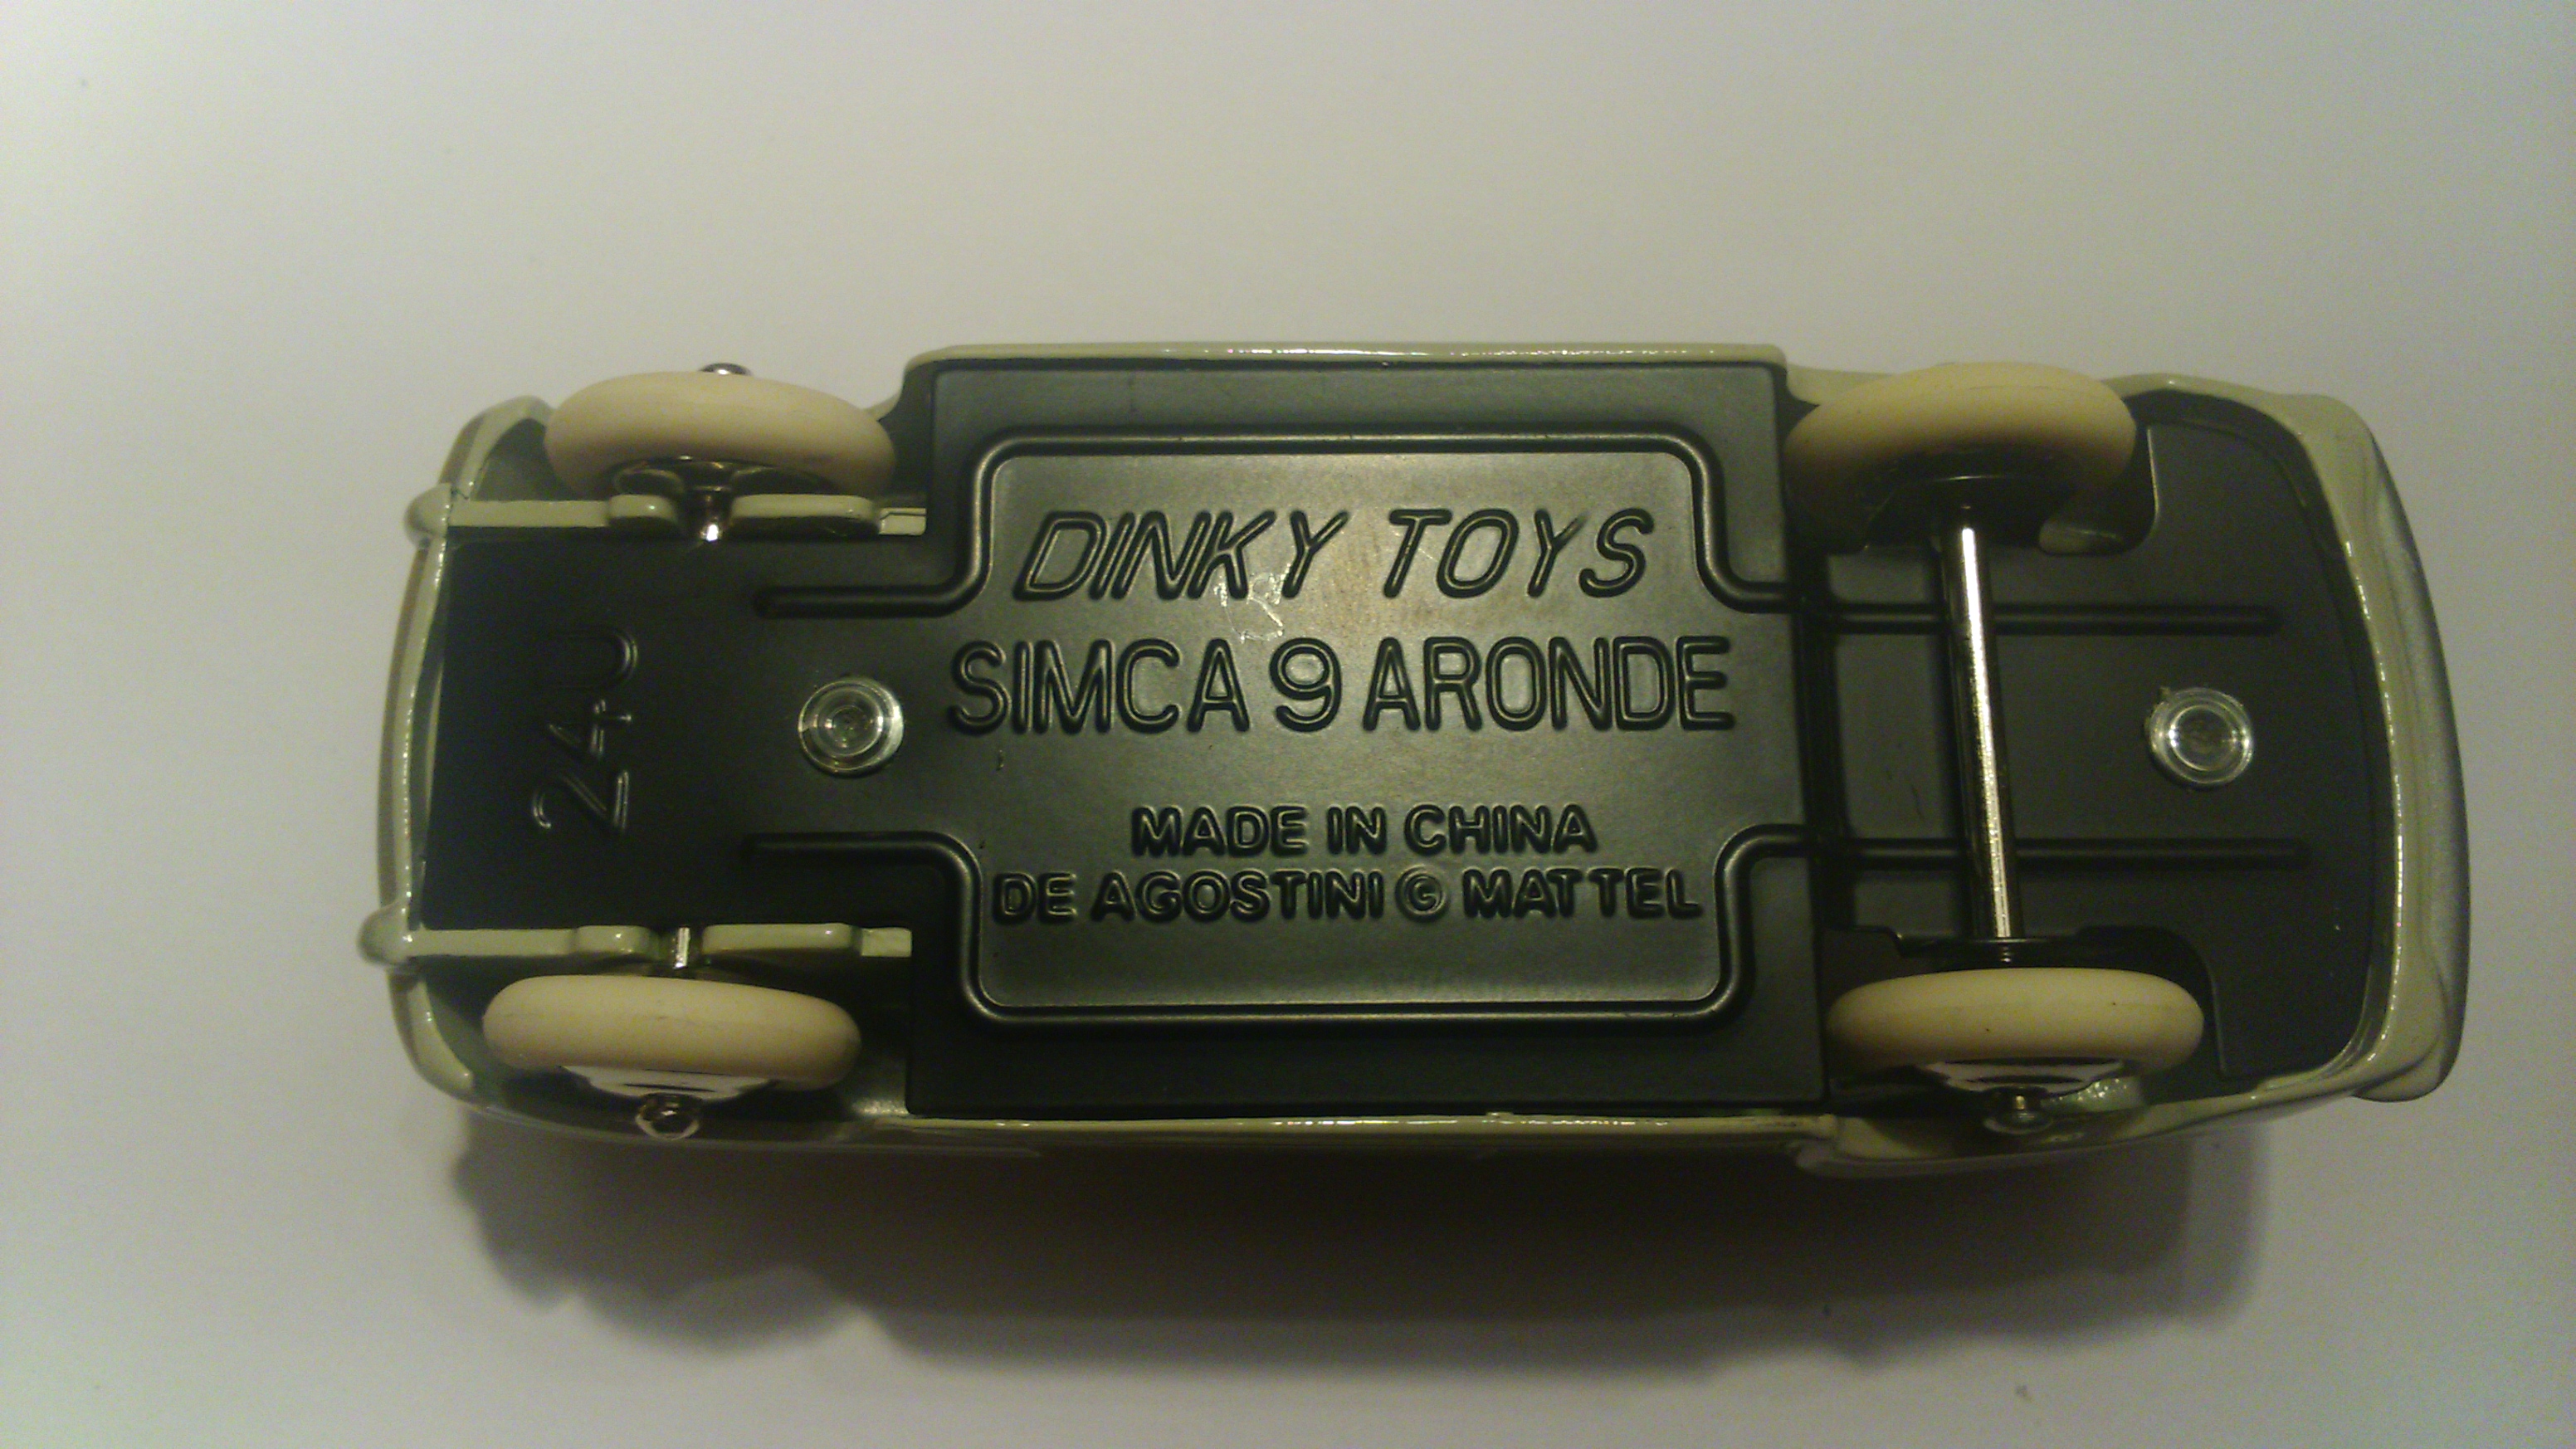 DINKY TOYS
SIMCA 9 ARONDE
MADE IN CHINA
DE AGOSTINI © MATTEL
24U